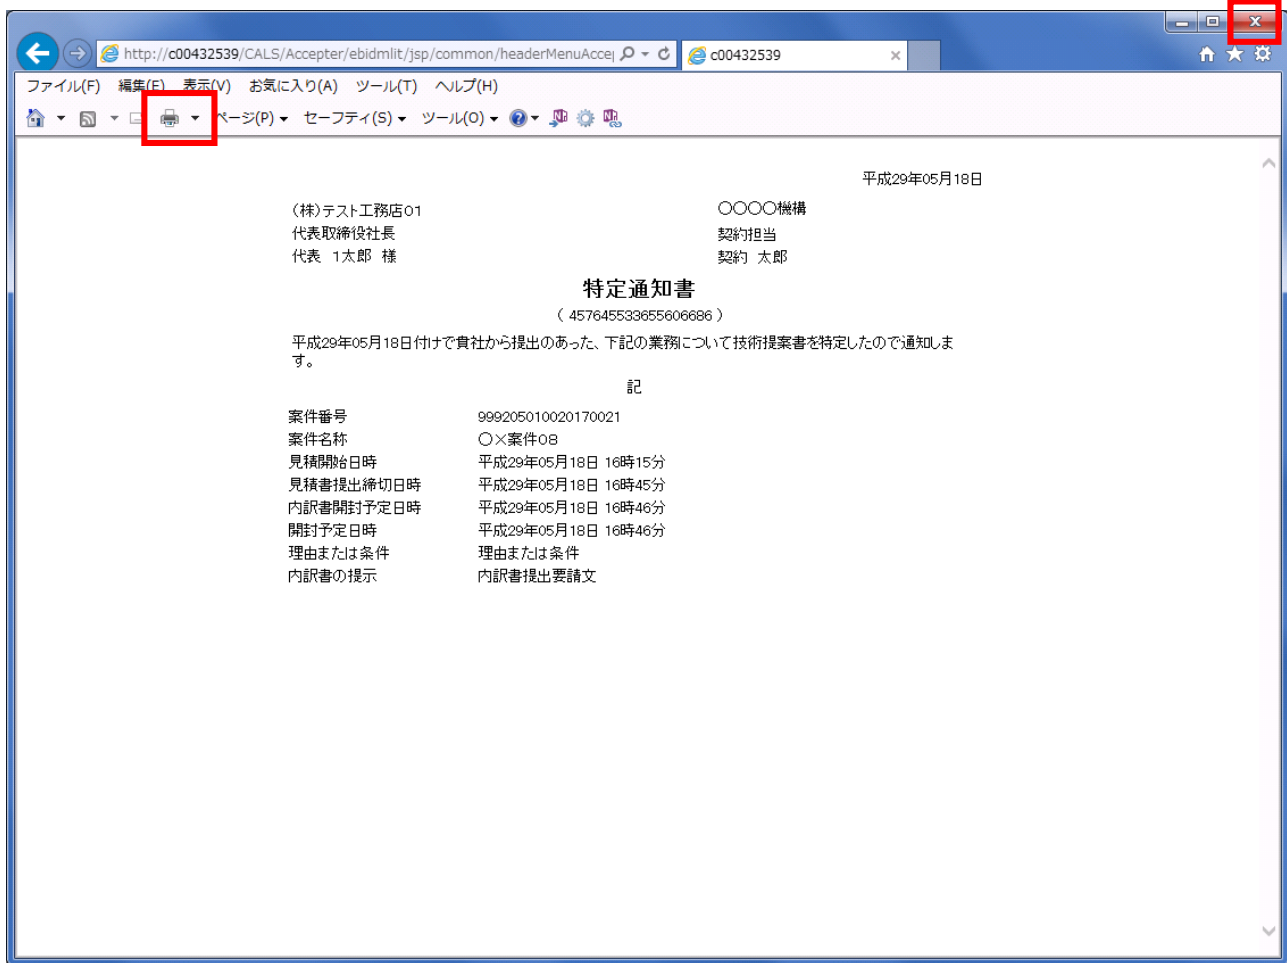 http://c00432539/CALS/Accepter/ebidmlit/jsp/common/headerMenuAccep
c00432539
ファイル(F) 編集(E) 表示(V) お気に入り(A) ツール(T) ヘルプ(H)
ページ(P) セーフティ(S) ツール(O)
平成29年05月18日
(株)テスト工務店01
〇〇〇〇機構
代表取締役社長
契約担当
代表 1太郎 様
契約 太郎
特定通知書
( 457645533655606686 )
平成29年05月18日付けで貴社から提出のあった、下記の業務について技術提案書を特定したので通知しま
す。
記
案件番号 999205010020170021
案件名称 〇×案件08
見積開始日時 平成29年05月18日 16時15分
見積書提出締切日時 平成29年05月18日 16時45分
内訳書開封予定日時 平成29年05月18日 16時46分
開封予定日時 平成29年05月18日 16時46分
理由または条件 理由または条件
内訳書の提示 内訳書提出要請文